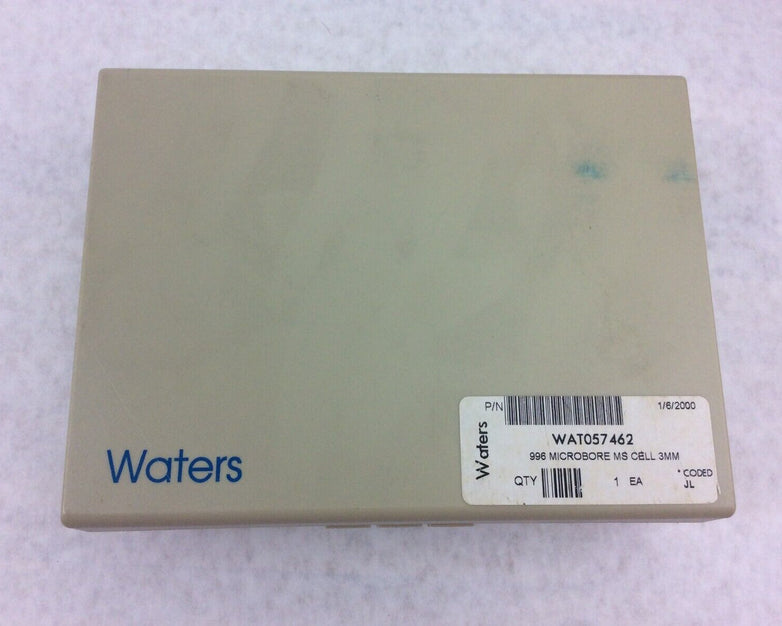 Waters
P/N 1/6/2000
WAT057462
996 MICROBORE MS CELL 3MM
Waters
QTY 1 EA
* CODED
JL